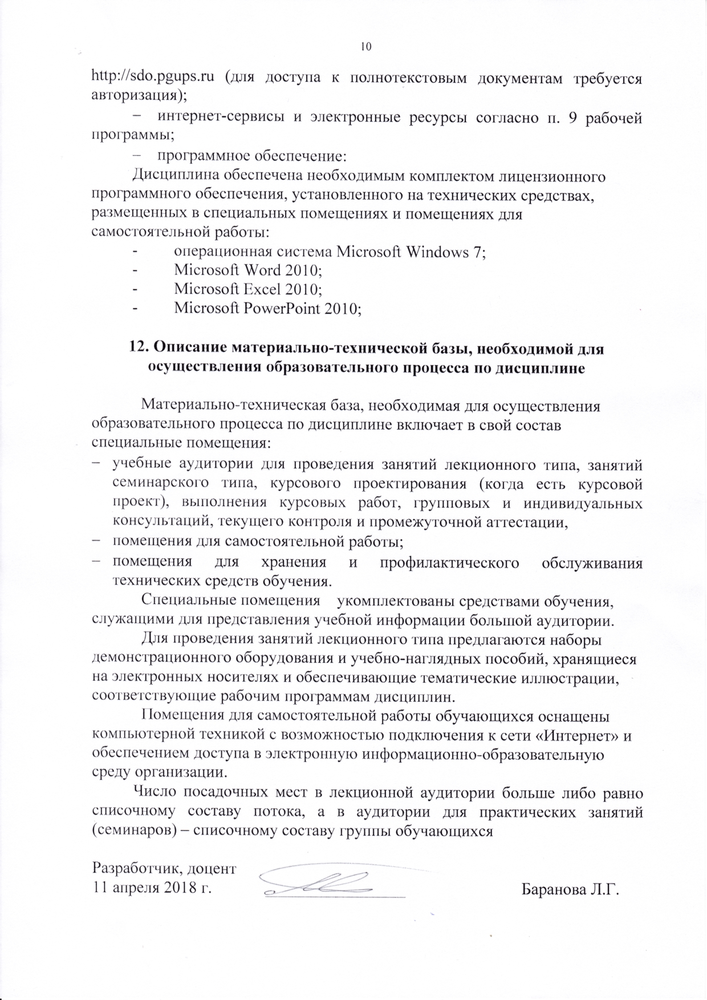 10
http://sdo.pgups.ru (для доступа к полнотекстовым документам требуется
авторизация);
– интернет-сервисы и электронные ресурсы согласно п. 9 рабочей
программы;
– программное обеспечение:
Дисциплина обеспечена необходимым комплектом лицензионного
программного обеспечения, установленного на технических средствах,
размещенных в специальных помещениях и помещениях для
самостоятельной работы:
- операционная система Microsoft Windows 7;
- Microsoft Word 2010;
- Microsoft Excel 2010;
- Microsoft PowerPoint 2010;
12. Описание материально-технической базы, необходимой для
осуществления образовательного процесса по дисциплине
Материально-техническая база, необходимая для осуществления
образовательного процесса по дисциплине включает в свой состав
специальные помещения:
– учебные аудитории для проведения занятий лекционного типа, занятий
семинарского типа, курсового проектирования (когда есть курсовой
проект), выполнения курсовых работ, групповых и индивидуальных
консультаций, текущего контроля и промежуточной аттестации,
– помещения для самостоятельной работы;
– помещения для хранения и профилактического обслуживания
технических средств обучения.
Специальные помещения укомплектованы средствами обучения,
служащими для представления учебной информации большой аудитории.
Для проведения занятий лекционного типа предлагаются наборы
демонстрационного оборудования и учебно-наглядных пособий, хранящиеся
на электронных носителях и обеспечивающие тематические иллюстрации,
соответствующие рабочим программам дисциплин.
Помещения для самостоятельной работы обучающихся оснащены
компьютерной техникой с возможностью подключения к сети «Интернет» и
обеспечением доступа в электронную информационно-образовательную
среду организации.
Число посадочных мест в лекционной аудитории больше либо равно
списочному составу потока, а в аудитории для практических занятий
(семинаров) – списочному составу группы обучающихся
Разработчик, доцент
11 апреля 2018 г. Баранова Л.Г.